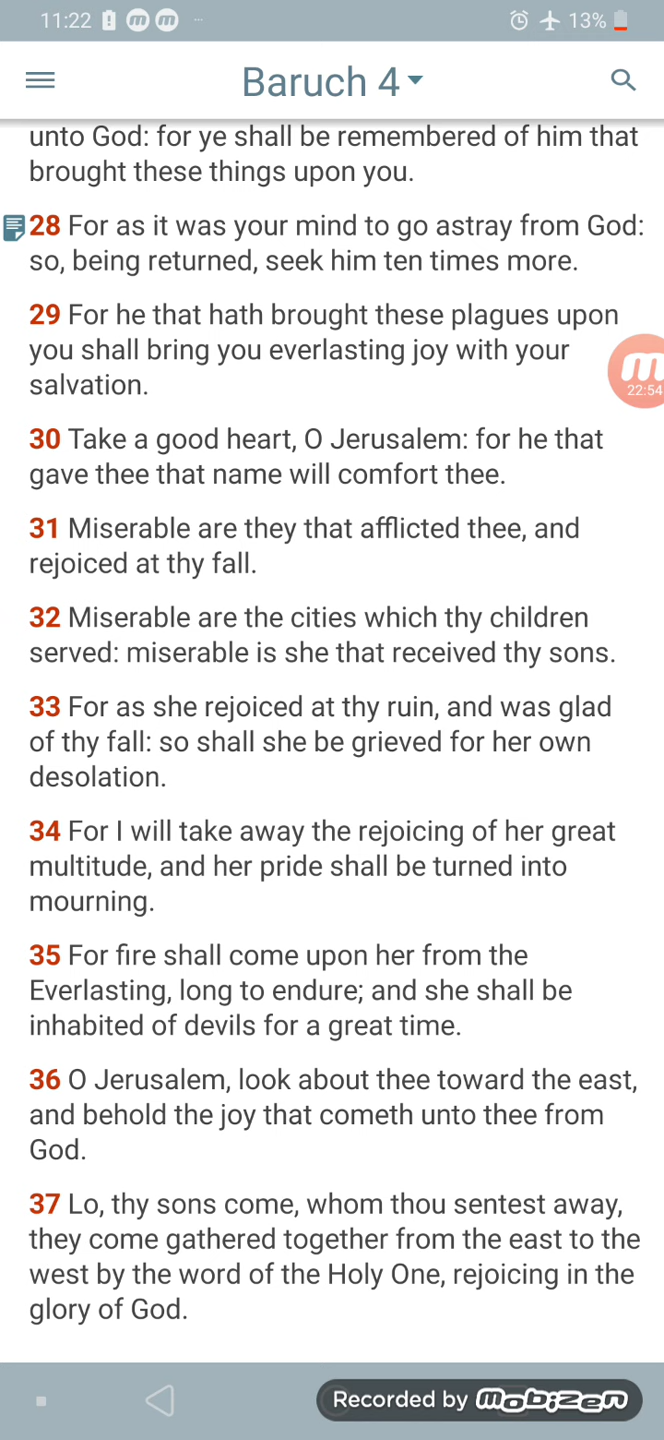 11:22
13%
Baruch 4
unto God: for ye shall be remembered of him that
brought these things upon you.
28 For as it was your mind to go astray from God:
so, being returned, seek him ten times more.
29 For he that hath brought these plagues upon
you shall bring you everlasting joy with your
salvation.
m
22:54
30 Take a good heart, O Jerusalem: for he that
gave thee that name will comfort thee.
31 Miserable are they that afflicted thee, and
rejoiced at thy fall.
32 Miserable are the cities which thy children
served: miserable is she that received thy sons.
33 For as she rejoiced at thy ruin, and was glad
of thy fall: so shall she be grieved for her own
desolation.
34 For I will take away the rejoicing of her great
multitude, and her pride shall be turned into
mourning.
35 For fire shall come upon her from the
Everlasting, long to endure; and she shall be
inhabited of devils for a great time.
36 O Jerusalem, look about thee toward the east,
and behold the joy that cometh unto thee from
God.
37 Lo, thy sons come, whom thou sentest away,
they come gathered together from the east to the
west by the word of the Holy One, rejoicing in the
glory of God.
Recorded by mobizen